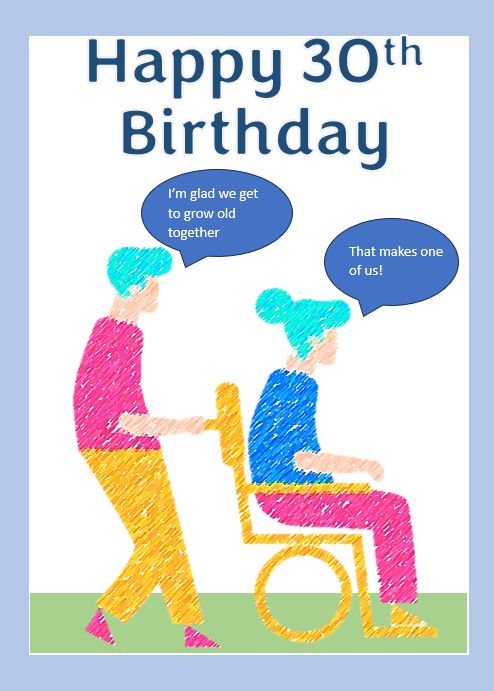 Happy 30th
Birthday
I'm glad we get
to grow old
together
That makes one
of us!